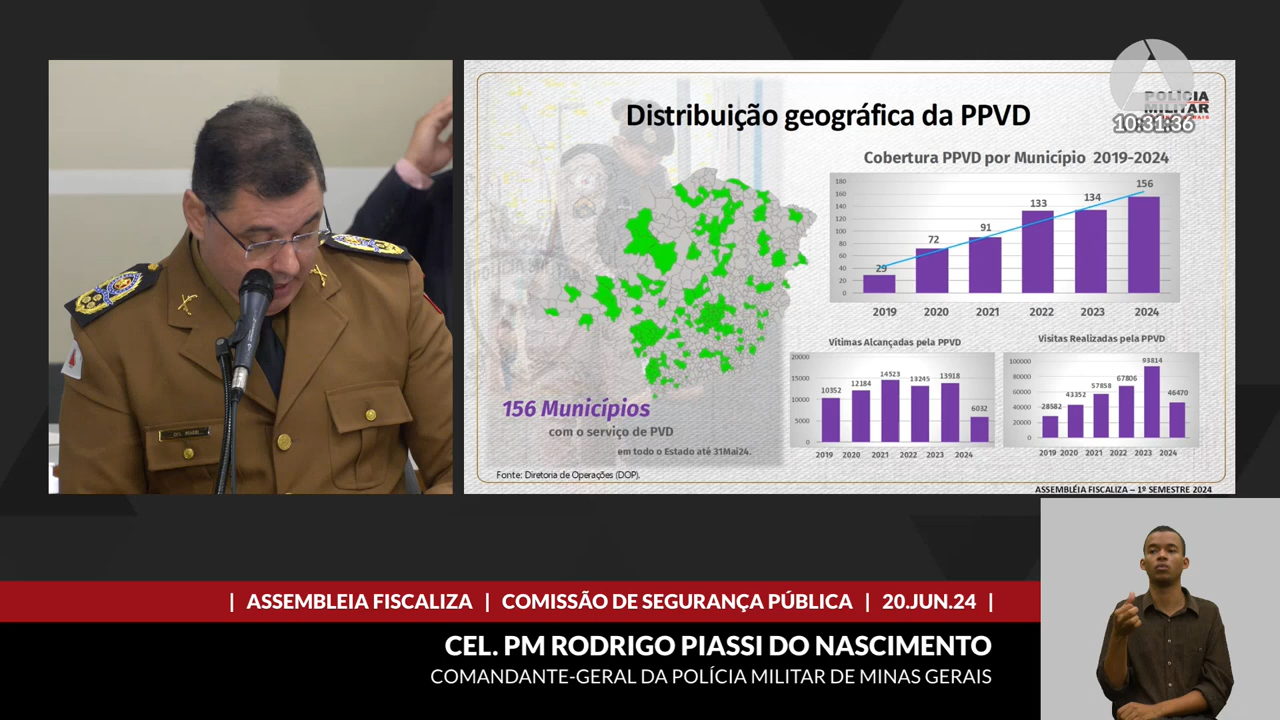 Distribuição geográfica da PPVD
POLÍCIA
MILITAR
10:31:36
Cobertura PPVD por Município 2019-2024
180
160
140
120
100
80
60
40
20
0
29
72
91
133
134
156
2019 2020 2021 2022 2023 2024
Vítimas Alcançadas pela PPVD
20000
15000
10000
5000
0
10352
12184
14523
13245
13918
6032
2019 2020 2021 2022 2023 2024
Visitas Realizadas pela PPVD
100000
80000
60000
40000
20000
0
28582
43352
57858
67806
93814
46470
2019 2020 2021 2022 2023 2024
156 Municípios
com o serviço de PVD
em todo o Estado até 31Mai24.
Fonte: Diretoria de Operações (DOP).
ASSEMBLÉIA FISCALIZA – 1º SEMESTRE 2024
| ASSEMBLEIA FISCALIZA | COMISSÃO DE SEGURANÇA PÚBLICA | 20.JUN.24 |
CEL. PM RODRIGO PIASSI DO NASCIMENTO
COMANDANTE-GERAL DA POLÍCIA MILITAR DE MINAS GERAIS